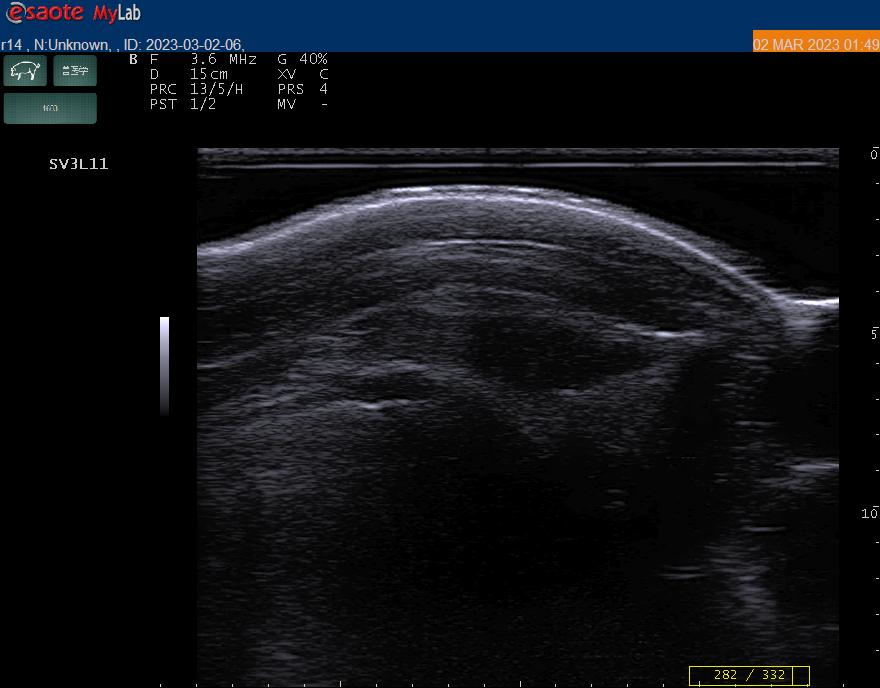 esaote MyLab
r14 , N:Unknown, , ID: 2023-03-02-06,
02 MAR 2023 01:49
兽医学
B F 3.6 MHz G 40%
D 15cm XV C
PRC 13/5/H PRS 4
PST 1/2 MV -
SV3L11
0
5
10
282 / 332